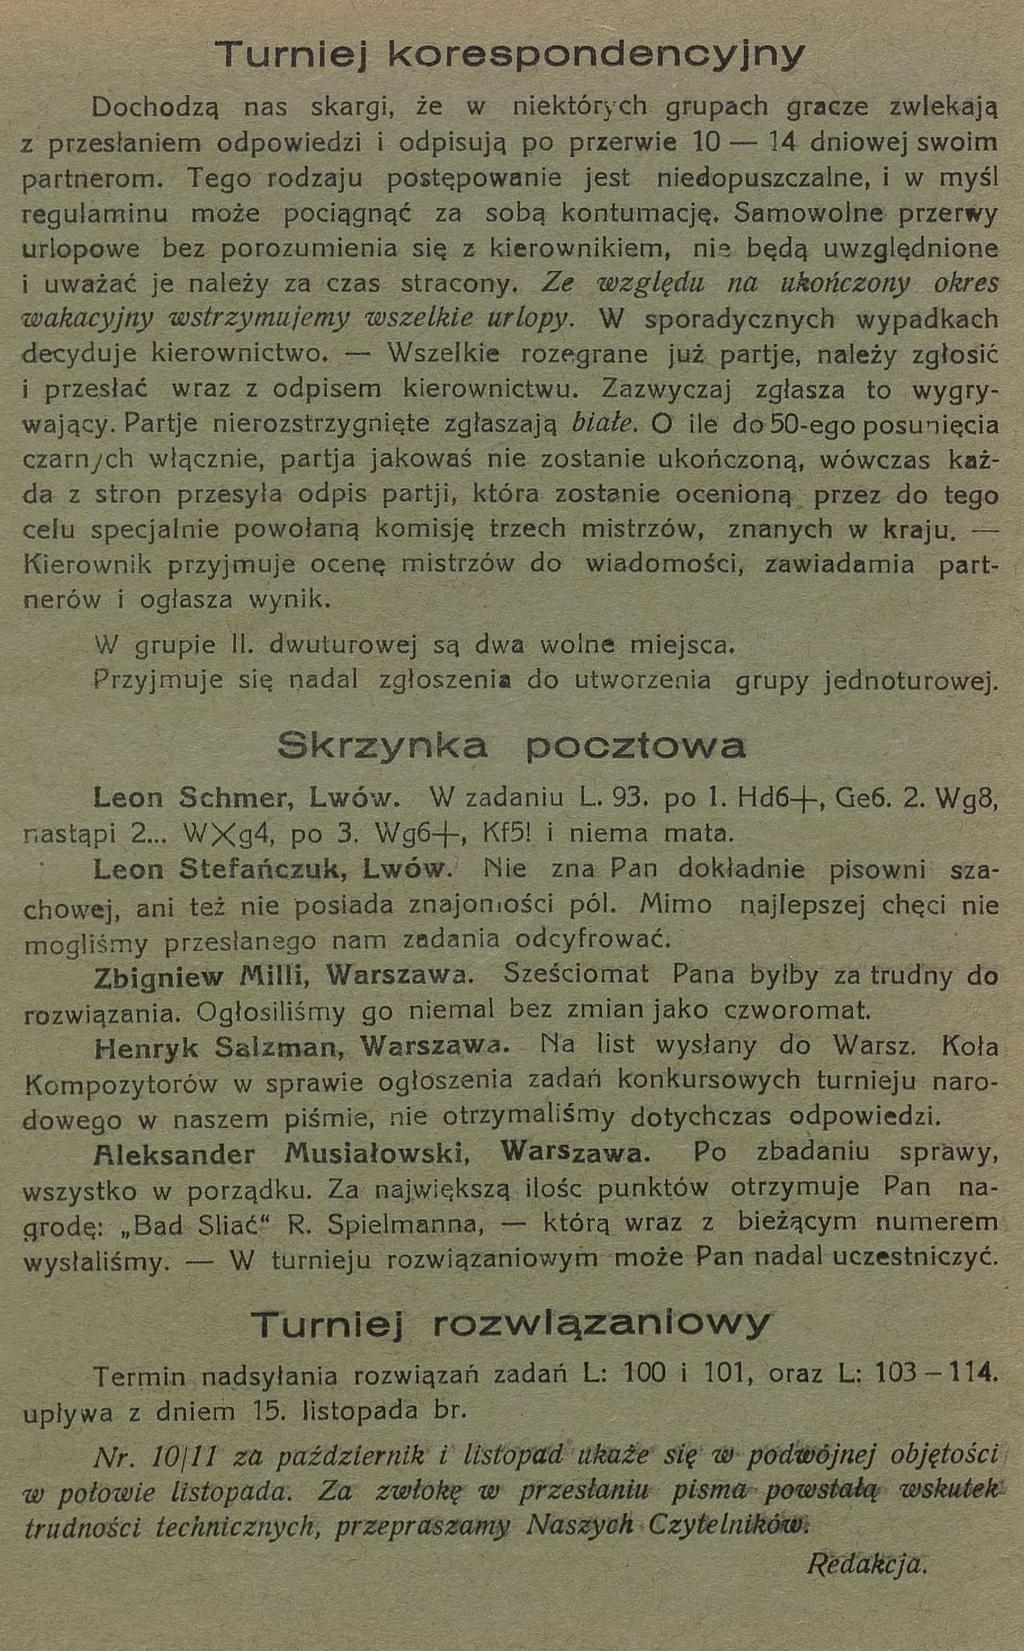 Turniej korespondencyjny
Dochodzą nas skargi, że w niektórych grupach gracze zwlekają
z przesłaniem odpowiedzi i odpisują po przerwie 10 — 14 dniowej swoim
partnerom. Tego rodzaju postępowanie jest niedopuszczalne, i w myśl
regulaminu może pociągnąć za sobą kontumację. Samowolne przerwy
urlopowe bez porozumienia się z kierownikiem, nie będą uwzględnione
i uważać je należy za czas stracony. Ze względu na ukończony okres
wakacyjny wstrzymujemy wszelkie urlopy. W sporadycznych wypadkach
decyduje kierownictwo. — Wszelkie rozegrane już partje, należy zgłosić
i przesłać wraz z odpisem kierownictwu. Zazwyczaj zgłasza to wygry-
wający. Partje nierozstrzygnięte zgłaszają białe. O ile do 50-ego posunięcia
czarnych włącznie, partja jakowaś nie zostanie ukończoną, wówczas każ-
da z stron przesyła odpis partji, która zostanie ocenioną przez do tego
celu specjalnie powołaną komisję trzech mistrzów, znanych w kraju. —
Kierownik przyjmuje ocenę mistrzów do wiadomości, zawiadamia part-
nerów i ogłasza wynik.
W grupie II. dwuturowej są dwa wolne miejsca.
Przyjmuje się nadal zgłoszenia do utworzenia grupy jednoturowej.
Skrzynka pocztowa
Leon Schmer, Lwów. W zadaniu L. 93. po 1. Hd6+, Ge6. 2. Wg8,
nastąpi 2... WXg4, po 3. Wg6+, Kf5! i niema mata.
Leon Stefańczuk, Lwów. Nie zna Pan dokładnie pisowni sza-
chowej, ani też nie posiada znajomości pól. Mimo najlepszej chęci nie
mogliśmy przesłanego nam zadania odcyfrować.
Zbigniew Milli, Warszawa. Sześciomat Pana byłby za trudny do
rozwiązania. Ogłosiliśmy go niemal bez zmian jako czworomat.
Henryk Salzman, Warszawa. Na list wysłany do Warsz. Koła
Kompozytorów w sprawie ogłoszenia zadań konkursowych turnieju naro-
dowego w naszem piśmie, nie otrzymaliśmy dotychczas odpowiedzi.
Aleksander Musiałowski, Warszawa. Po zbadaniu sprawy,
wszystko w porządku. Za największą ilośc punktów otrzymuje Pan na-
grodę: „Bad Sliać“ R. Spielmanna, — którą wraz z bieżącym numerem
wysłaliśmy. — W turnieju rozwiązaniowym może Pan nadal uczestniczyć.
Turniej rozwiązaniowy
Termin nadsyłania rozwiązań zadań L: 100 i 101, oraz L: 103 – 114.
upływa z dniem 15. listopada br.
Nr. 10|11 za październik i listopad ukaże się w podwójnej objętości
w połowie listopada. Za zwłokę w przesłaniu pisma powstałą wskutek
trudności technicznych, przepraszamy Naszych Czytelników.
Redakcja.